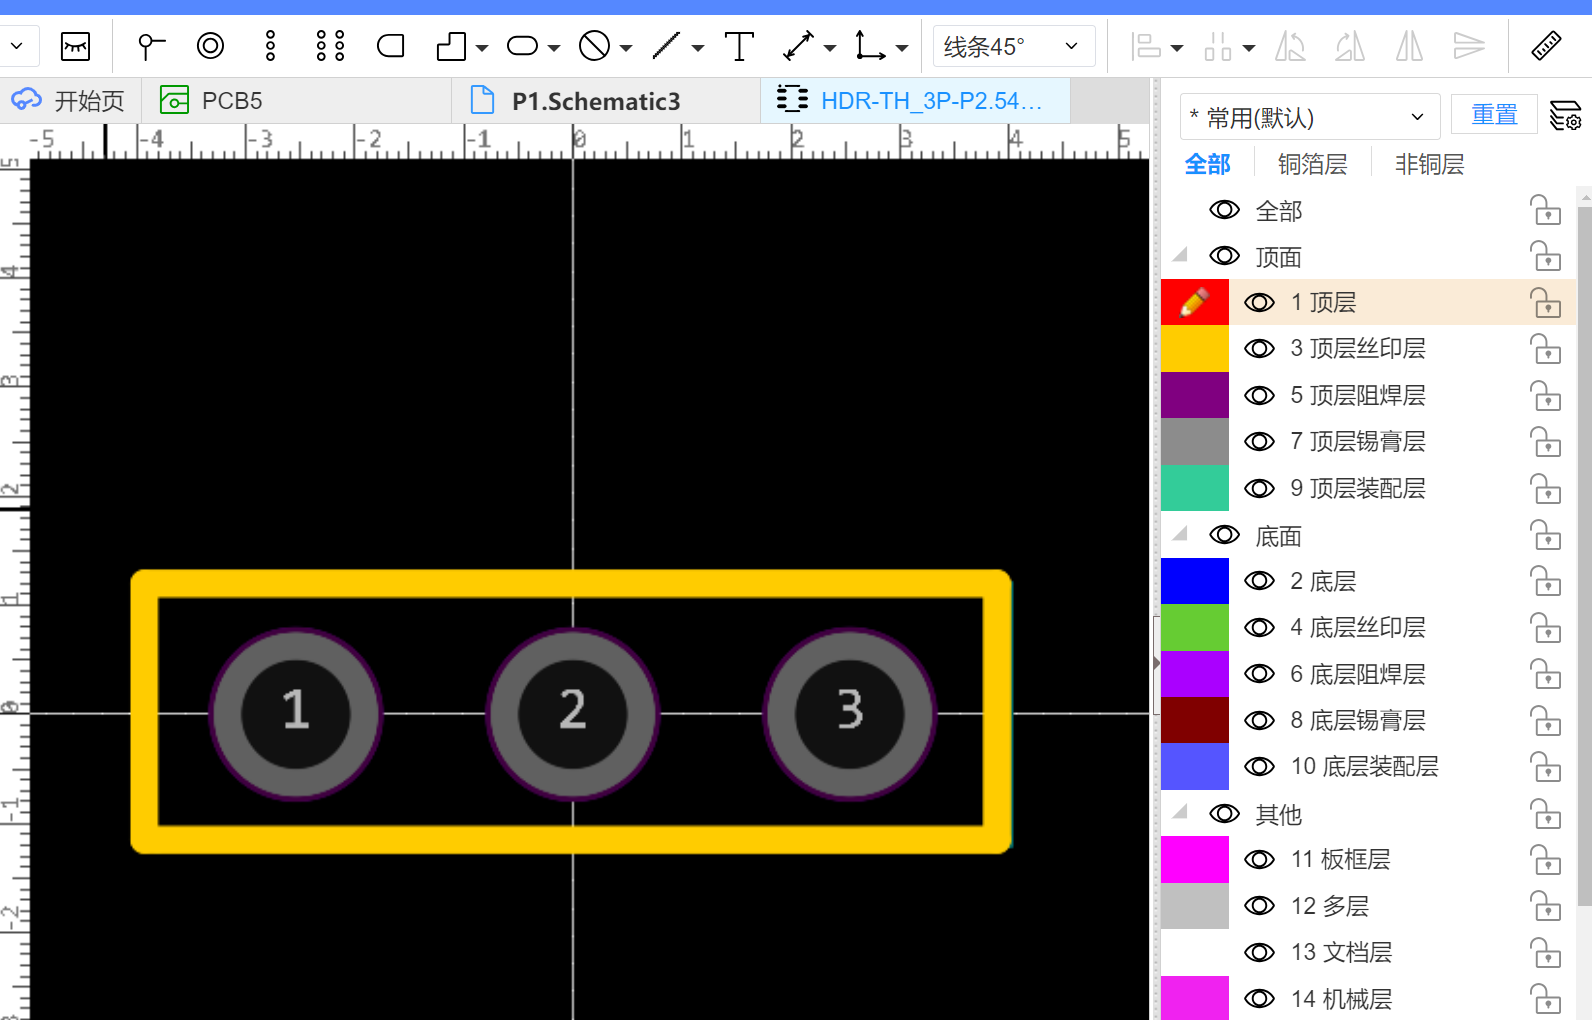 线条45°
开始页 PCB5 P1.Schematic3 HDR-TH_3P-P2.54...
* 常用(默认) 重置
-5 -4 -3 -2 -1 0 1 2 3 4 5
全部 铜箔层 非铜层
全部
顶面
1 顶层
3 顶层丝印层
5 顶层阻焊层
7 顶层锡膏层
9 顶层装配层
底面
2 底层
4 底层丝印层
6 底层阻焊层
8 底层锡膏层
10 底层装配层
其他
11 板框层
12 多层
13 文档层
14 机械层
5
4
3
2
1
0
-1
-2
1 2 3